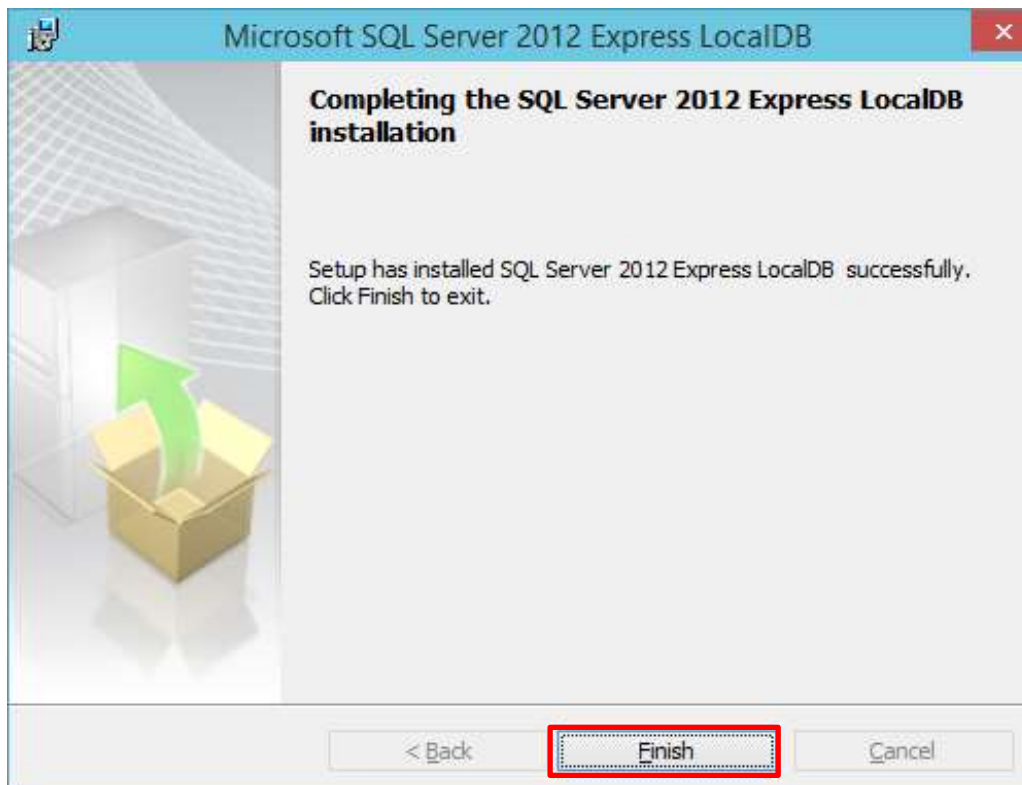 Microsoft SQL Server 2012 Express LocalDB
Completing the SQL Server 2012 Express LocalDB
installation
Setup has installed SQL Server 2012 Express LocalDB successfully.
Click Finish to exit.
< Back Finish Cancel